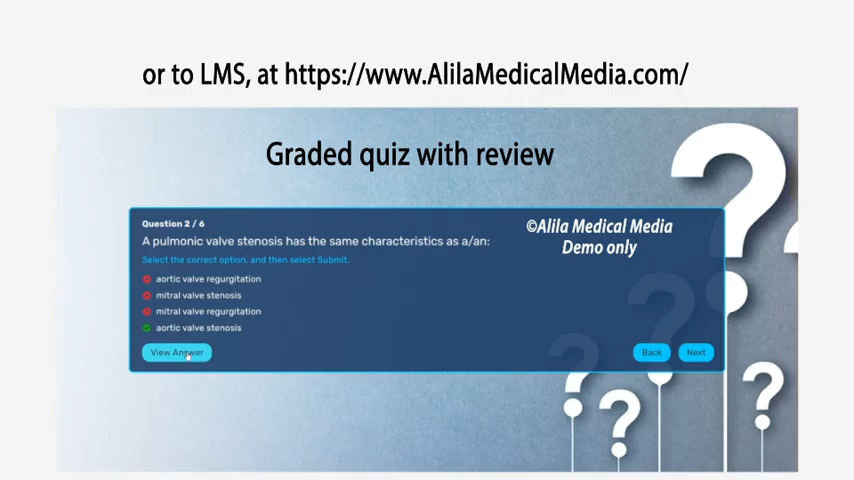 or to LMS, at https://www.AlilaMedicalMedia.com/
Graded quiz with review
Question 2 / 6
©Alila Medical Media
Demo only
A pulmonic valve stenosis has the same characteristics as a/an:
Select the correct option, and then select Submit.
aortic valve regurgitation
mitral valve stenosis
mitral valve regurgitation
aortic valve stenosis
View Answer
Back
Next